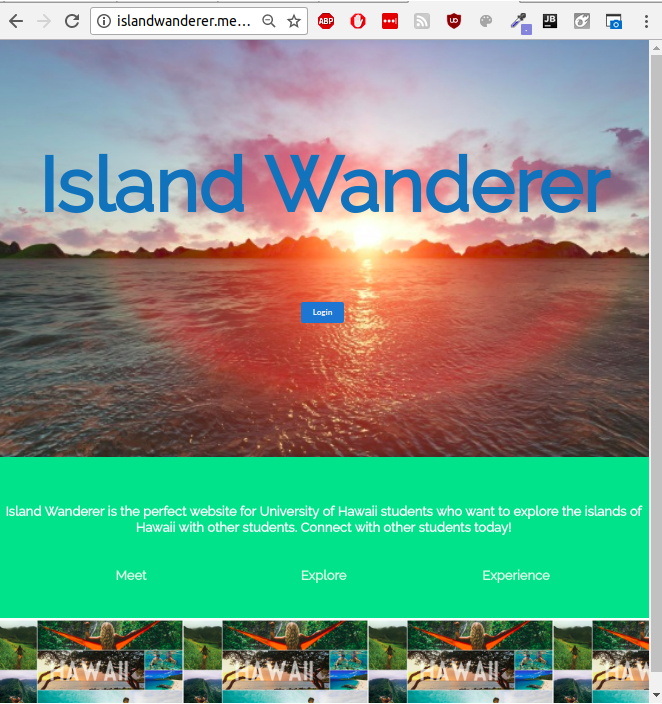 islandwanderer.me...
ABP
UD
JB
Island Wanderer
Login
Island Wanderer is the perfect website for University of Hawaii students who want to explore the islands of
Hawaii with other students. Connect with other students today!
Meet Explore Experience
HAWAII HAWAII HAWAII HAW